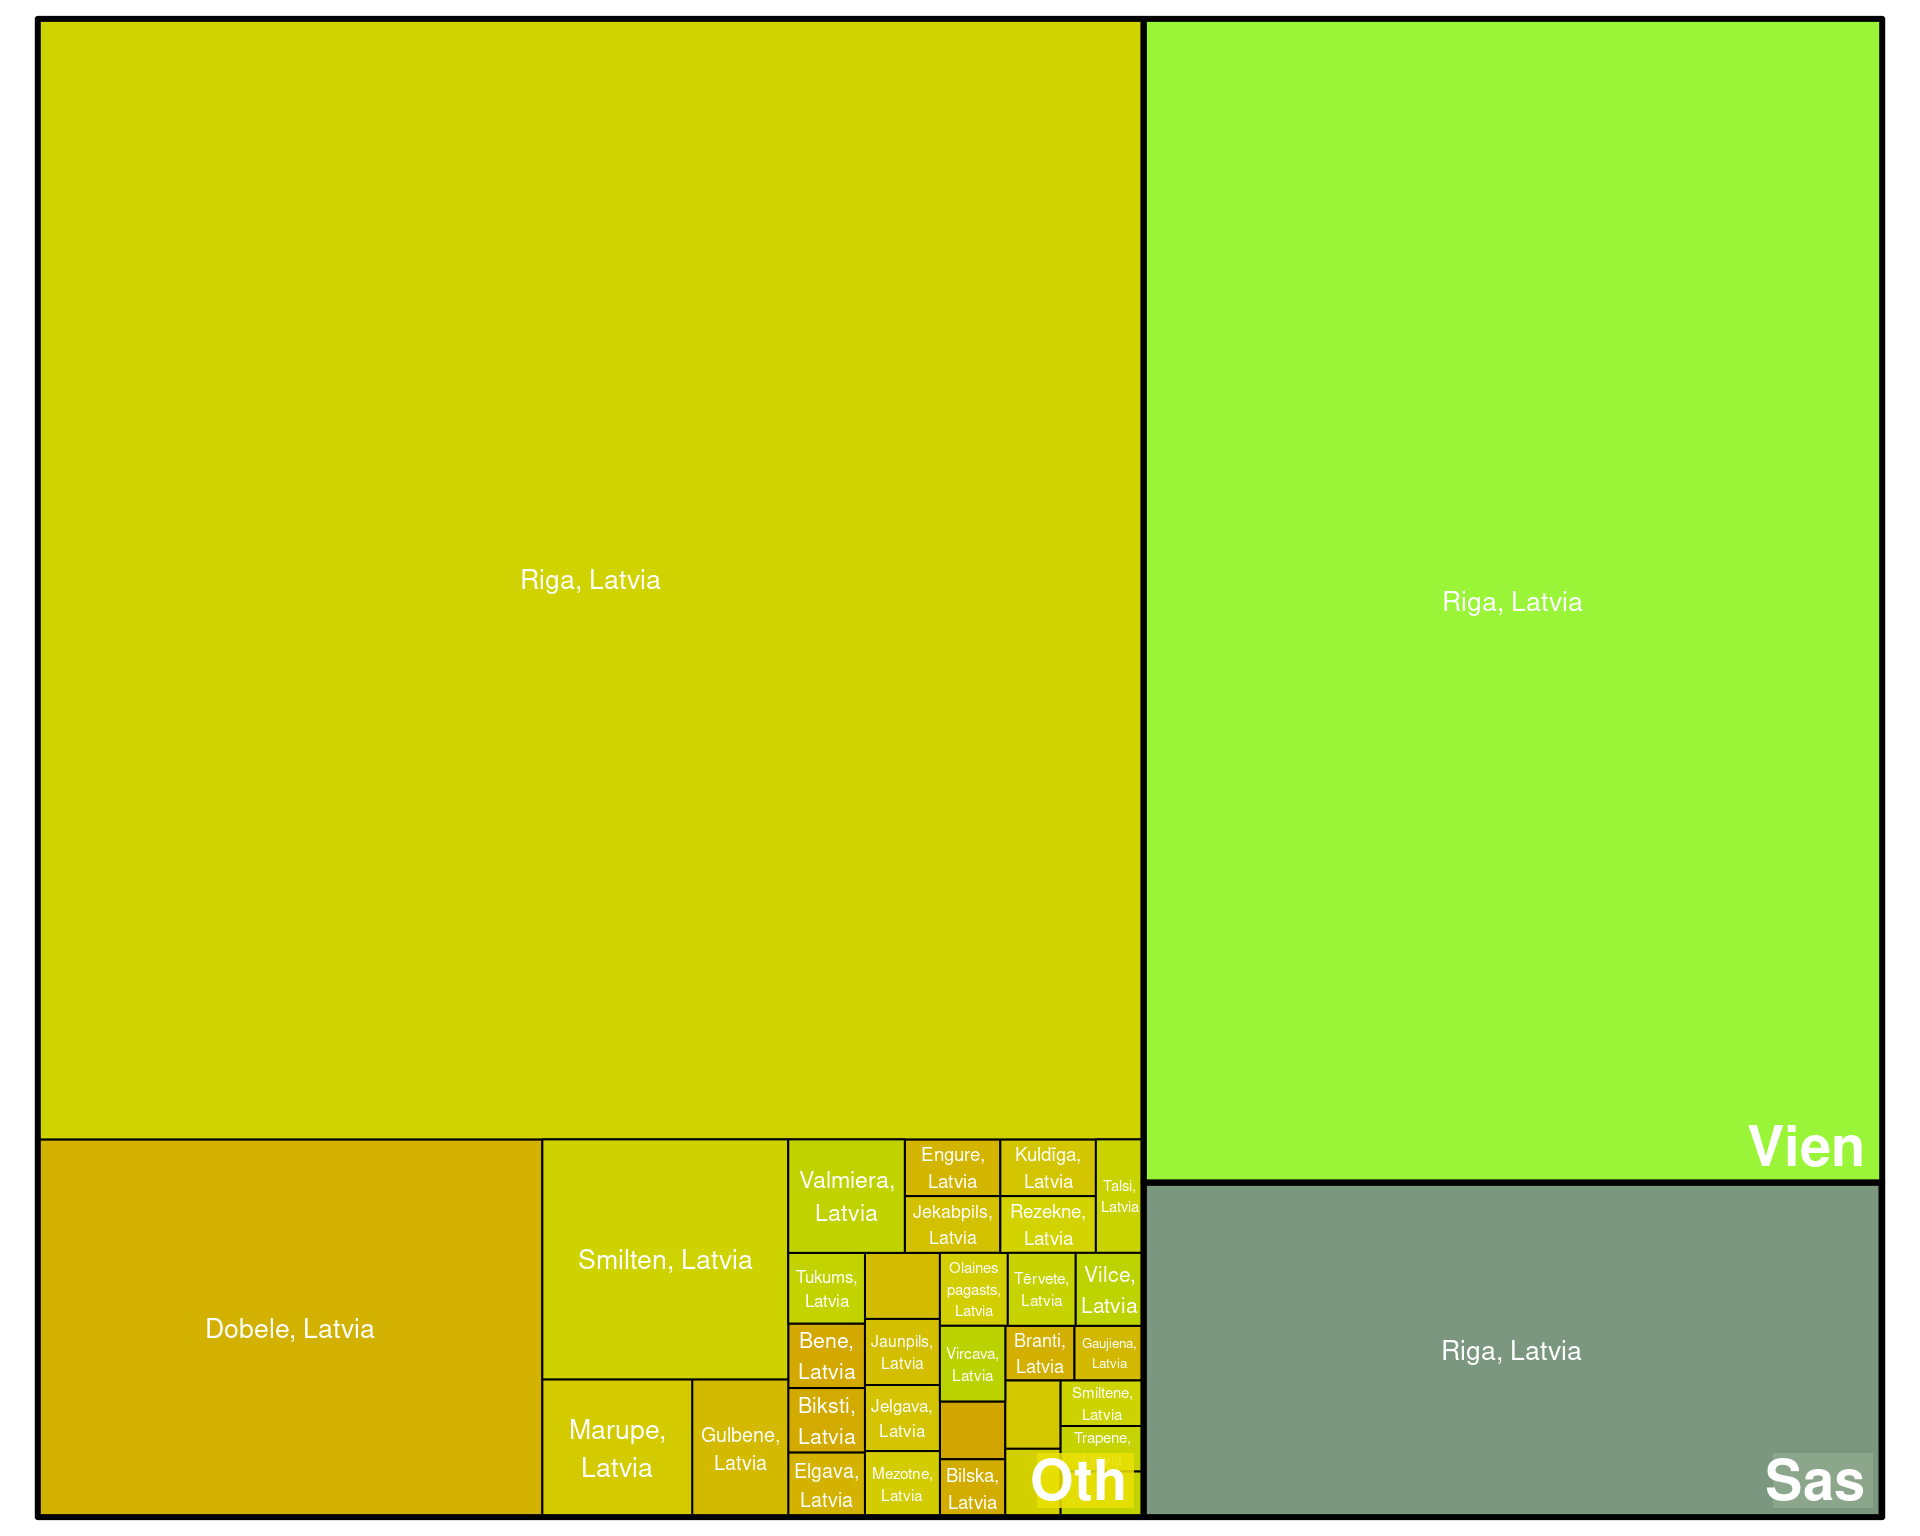 Riga, Latvia
Riga, Latvia
Vien
Riga, Latvia
Sas
Dobele, Latvia
Smilten, Latvia
Marupe,
Latvia
Gulbene,
Latvia
Valmiera,
Latvia
Engure,
Latvia
Kuldīga,
Latvia
Talsi,
Latvia
Jekabpils,
Latvia
Rezekne,
Latvia
Tukums,
Latvia
Olaines
pagasts,
Latvia
Tērvete,
Latvia
Vilce,
Latvia
Bene,
Latvia
Jaunpils,
Latvia
Vircava,
Latvia
Branti,
Latvia
Gaujiena,
Latvia
Biksti,
Latvia
Jelgava,
Latvia
Smiltene,
Latvia
Trapene,
Elgava,
Latvia
Mezotne,
Latvia
Bilska,
Latvia
Oth